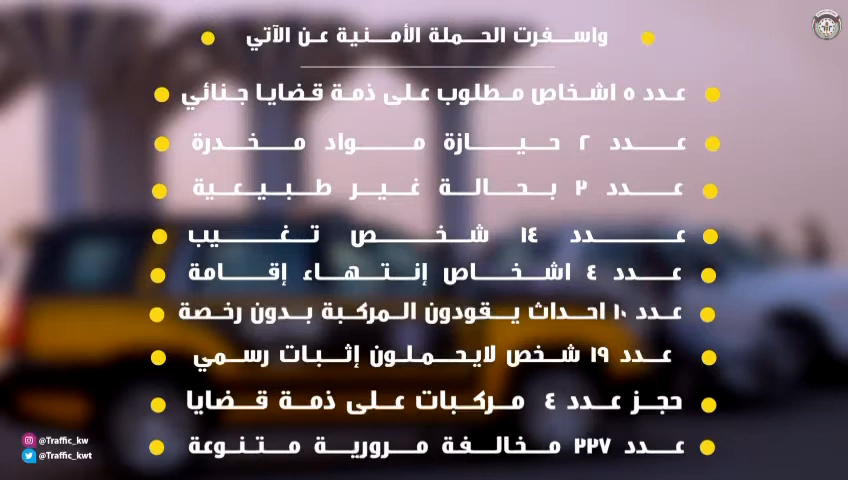 واسفرت الحملة الأمنية عن الآتي
عدد ٥ اشخاص مطلوب على ذمة قضايا جنائي
عدد ٢ حيازة مواد مخدرة
عدد ٢ بحالة غير طبيعية
عدد ١٤ شخص تغيب
عدد ٤ اشخاص إنتهاء إقامة
عدد ١٠ احداث يقودون المركبة بدون رخصة
عدد ١٩ شخص لايحملون إثبات رسمي
حجز عدد ٤ مركبات على ذمة قضايا
عدد ٢٢٧ مخالفة مرورية متنوعة
@Traffic_kw
@Traffic_kwt